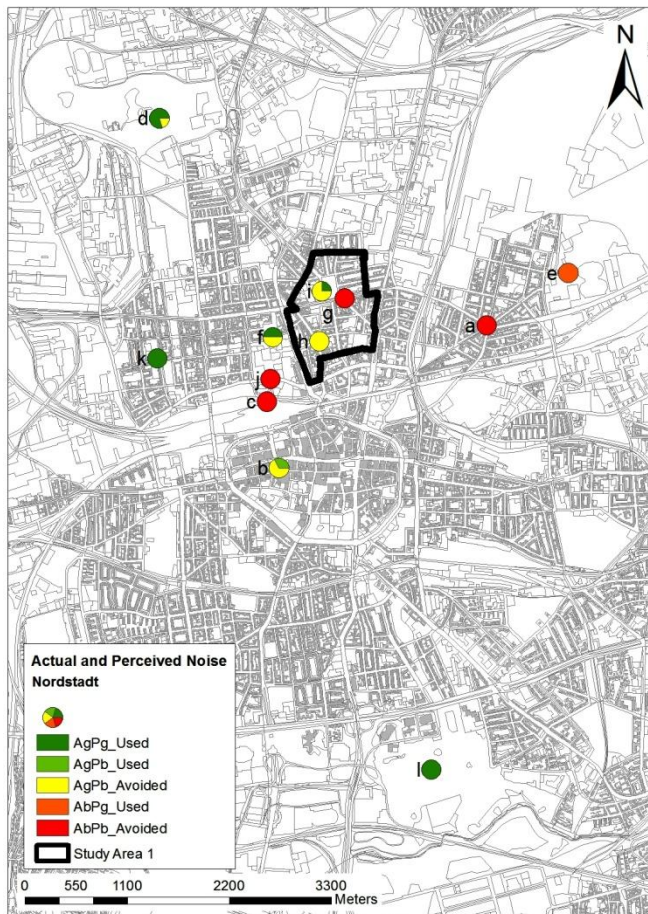 N
d
e
i
g
a
f
h
k
j
c
b
Actual and Perceived Noise
Nordstadt
AgPg_Used
AgPb_Used
AgPb_Avoided
AbPg_Used
AbPb_Avoided
Study Area 1
l
0 550 1100 2200 3300
Meters